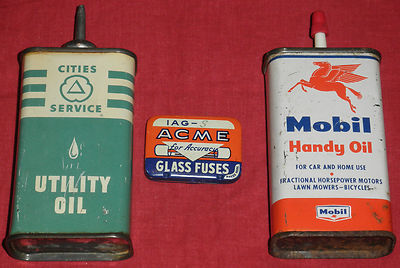 CITIES
SERVICE
UTILITY
OIL
IAG-
ACME
for Accuracy
GLASS FUSES
Mobil
Handy Oil
FOR CAR AND HOME USE
FRACTIONAL HORSEPOWER MOTORS
LAWN MOWERS-BICYCLES
Mobil